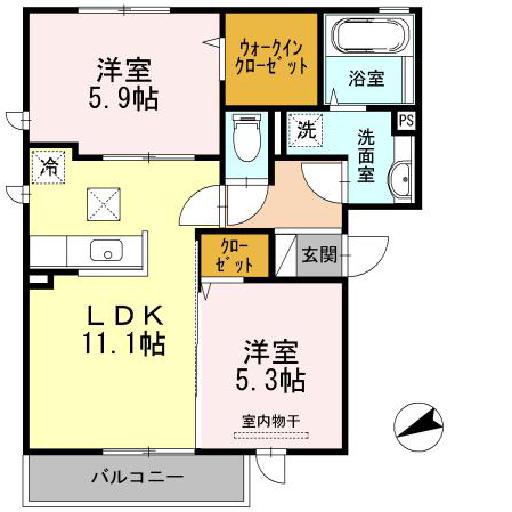 洋室
5.9帖
ウォークイン
クローゼット
浴室
洗
洗面室
PS
冷
クローゼット
玄関
LDK
11.1帖
洋室
5.3帖
室内物干
バルコニー